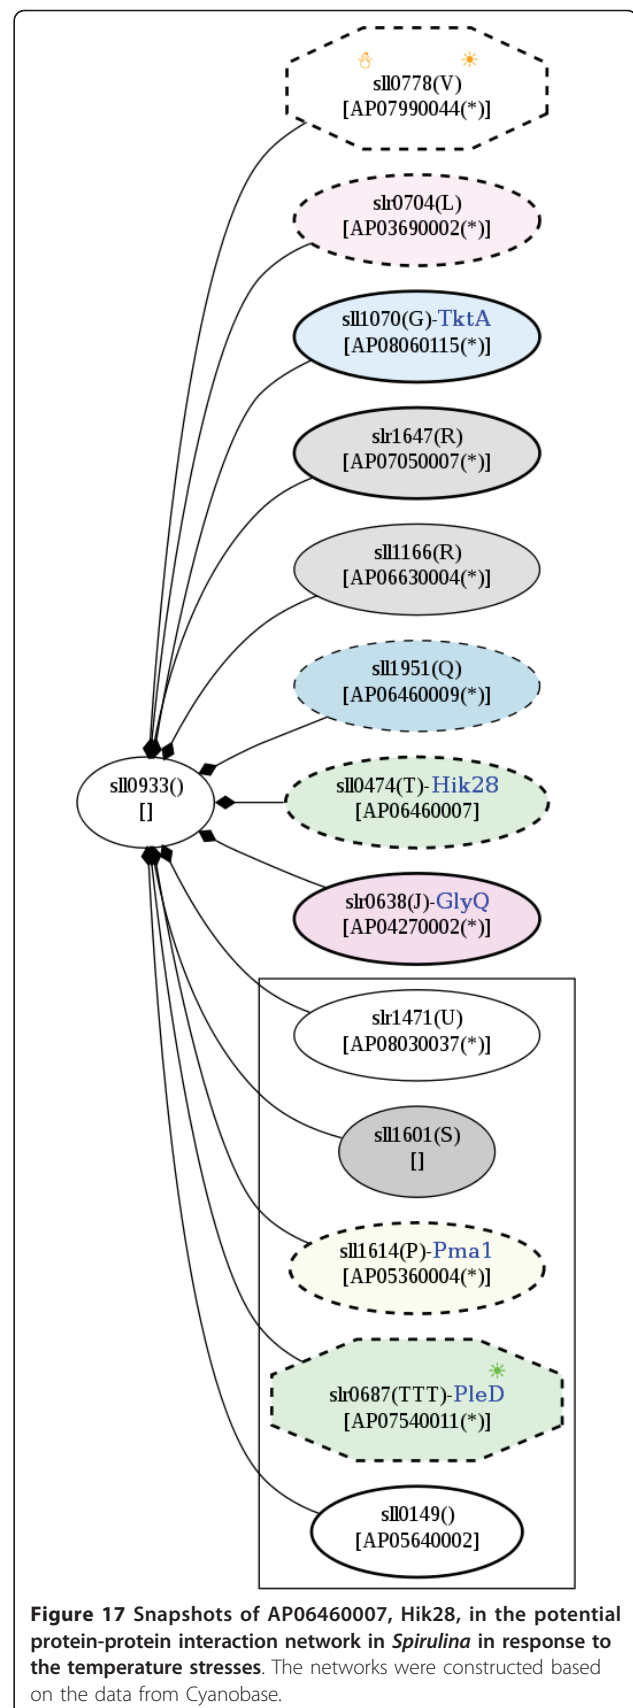 sll0778(V)
[AP07990044(*)]
slr0704(L)
[AP03690002(*)]
sll1070(G)-TktA
[AP08060115(*)]
slr1647(R)
[AP07050007(*)]
sll1166(R)
[AP06630004(*)]
sll1951(Q)
[AP06460009(*)]
sll0933()
[]
sll0474(T)-Hik28
[AP06460007]
slr0638(J)-GlyQ
[AP04270002(*)]
slr1471(U)
[AP08030037(*)]
sll1601(S)
[]
sll1614(P)-Pma1
[AP05360004(*)]
slr0687(TTT)-PleD
[AP07540011(*)]
sll0149()
[AP05640002]
Figure 17 Snapshots of AP06460007, Hik28, in the potential
protein-protein interaction network in Spirulina in response to
the temperature stresses. The networks were constructed based
on the data from Cyanobase.